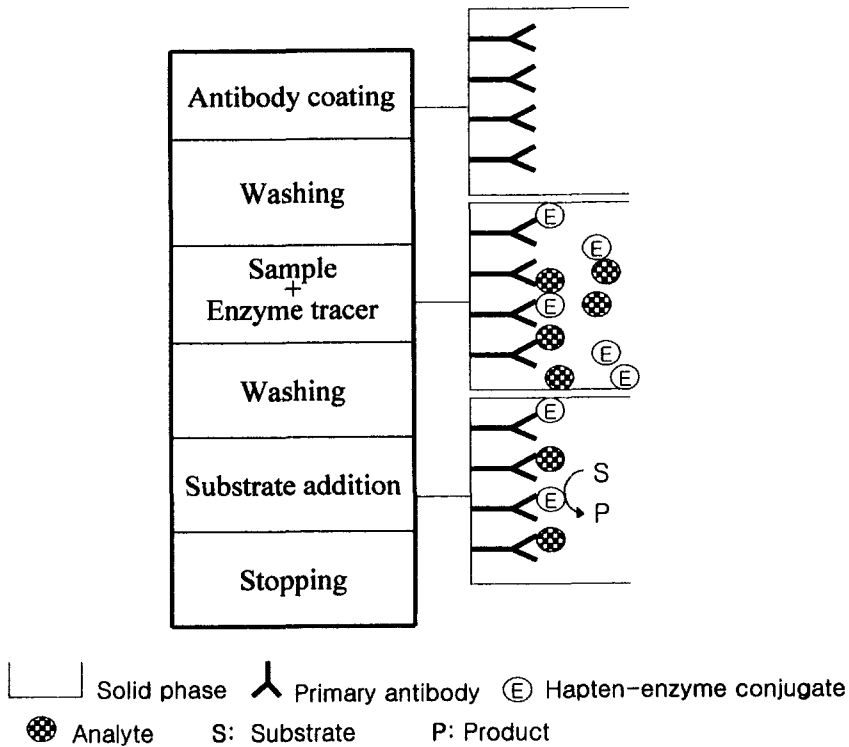 Antibody coating
Washing
Sample
+
Enzyme tracer
Washing
Substrate addition
Stopping
E
E
E
E
E
E
E
S
P
Solid phase
Primary antibody
E Hapten-enzyme conjugate
Analyte
S: Substrate
P: Product